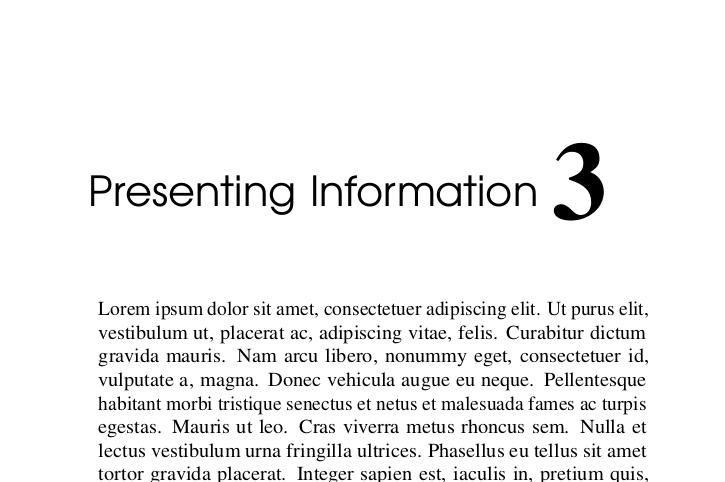 Presenting Information 3
Lorem ipsum dolor sit amet, consectetuer adipiscing elit. Ut purus elit,
vestibulum ut, placerat ac, adipiscing vitae, felis. Curabitur dictum
gravida mauris. Nam arcu libero, nonummy eget, consectetuer id,
vulputate a, magna. Donec vehicula augue eu neque. Pellentesque
habitant morbi tristique senectus et netus et malesuada fames ac turpis
egestas. Mauris ut leo. Cras viverra metus rhoncus sem. Nulla et
lectus vestibulum urna fringilla ultrices. Phasellus eu tellus sit amet
tortor gravida placerat. Integer sapien est, iaculis in, pretium quis,